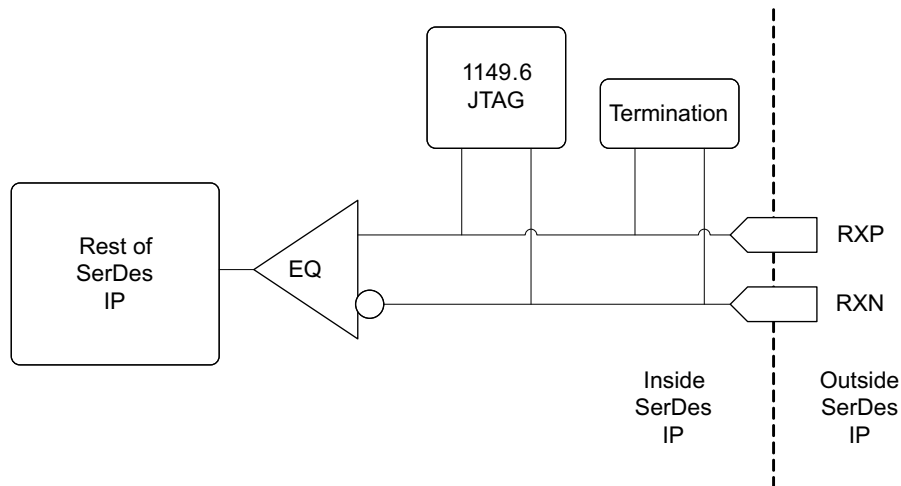 1149.6
JTAG
Termination
Rest of
SerDes
IP
EQ
RXP
RXN
Inside
SerDes
IP
Outside
SerDes
IP